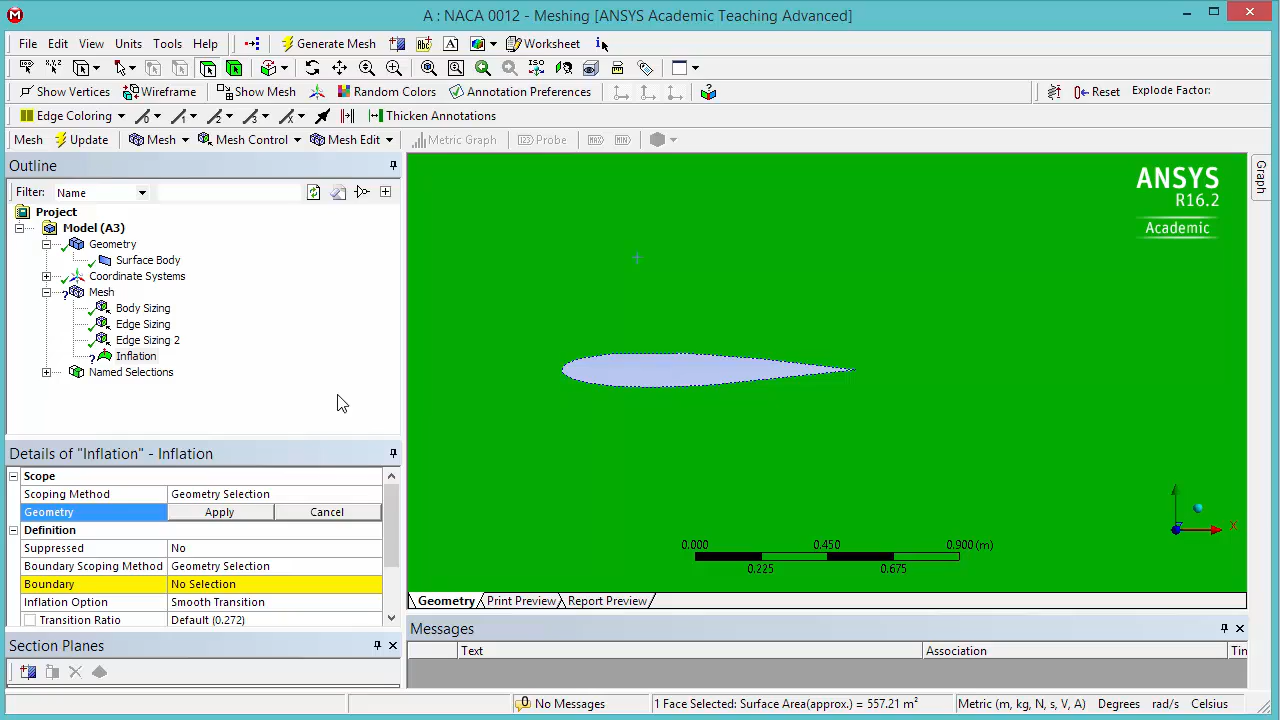 A : NACA 0012 - Meshing [ANSYS Academic Teaching Advanced]
File Edit View Units Tools Help Generate Mesh Worksheet
Show Vertices Wireframe Show Mesh Random Colors Annotation Preferences Reset Explode Factor:
Edge Coloring Thicken Annotations
Mesh Update Mesh Mesh Control Mesh Edit Metric Graph Probe
Outline
Filter: Name
Project
Model (A3)
Geometry
Surface Body
Coordinate Systems
Mesh
Body Sizing
Edge Sizing
Edge Sizing 2
Inflation
Named Selections
Details of "Inflation" - Inflation
Scope
Scoping Method Geometry Selection
Geometry Apply Cancel
Definition
Suppressed No
Boundary Scoping Method Geometry Selection
Boundary No Selection
Inflation Option Smooth Transition
Transition Ratio Default (0.272)
Section Planes
ANSYS
R16.2
Academic
Graph
X
0.000 0.450 0.900 (m)
0.225 0.675
Geometry Print Preview Report Preview
Messages
Text Association Tin
0 No Messages 1 Face Selected: Surface Area(approx.) = 557.21 m² Metric (m, kg, N, s, V, A) Degrees rad/s Celsius